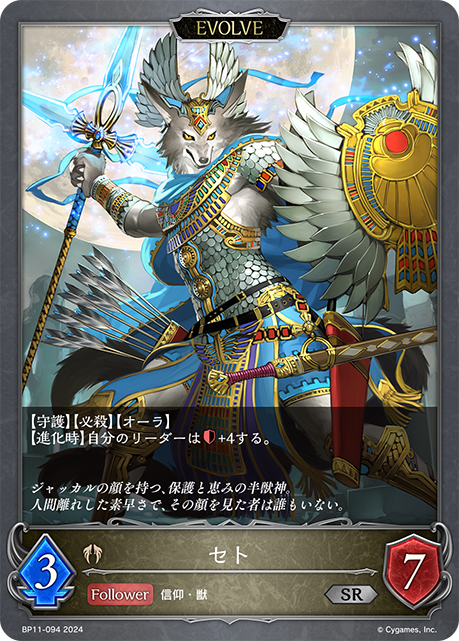 EVOLVE
【守護】【必殺】【オーラ】
【進化時】自分のリーダーは+4する。
ジャッカルの顔を持つ、保護と恵みの半獣神。
人間離れした素早さで、その顔を見た者は誰もいない。
セト
3
7
Follower 信仰・獣
SR
BP11-094 2024
© Cygames, Inc.